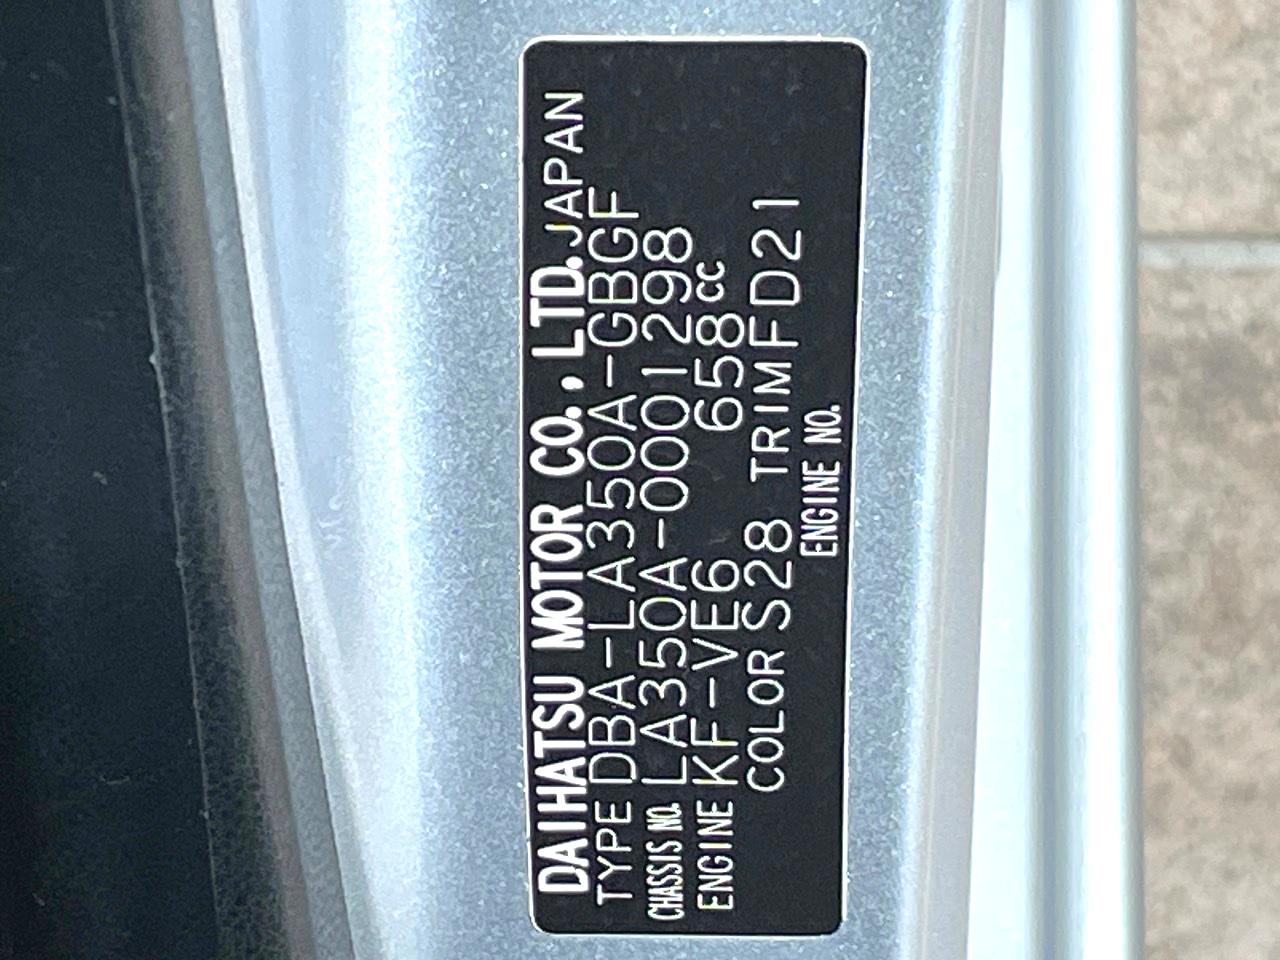 DAIHATSU MOTOR CO., LTD. JAPAN
TYPE DBA-LA350A-GBGF
CHASSIS NO. LA350A-0001298
ENGINE KF-VE6 658cc
COLOR S28 TRIM FD21
ENGINE NO.